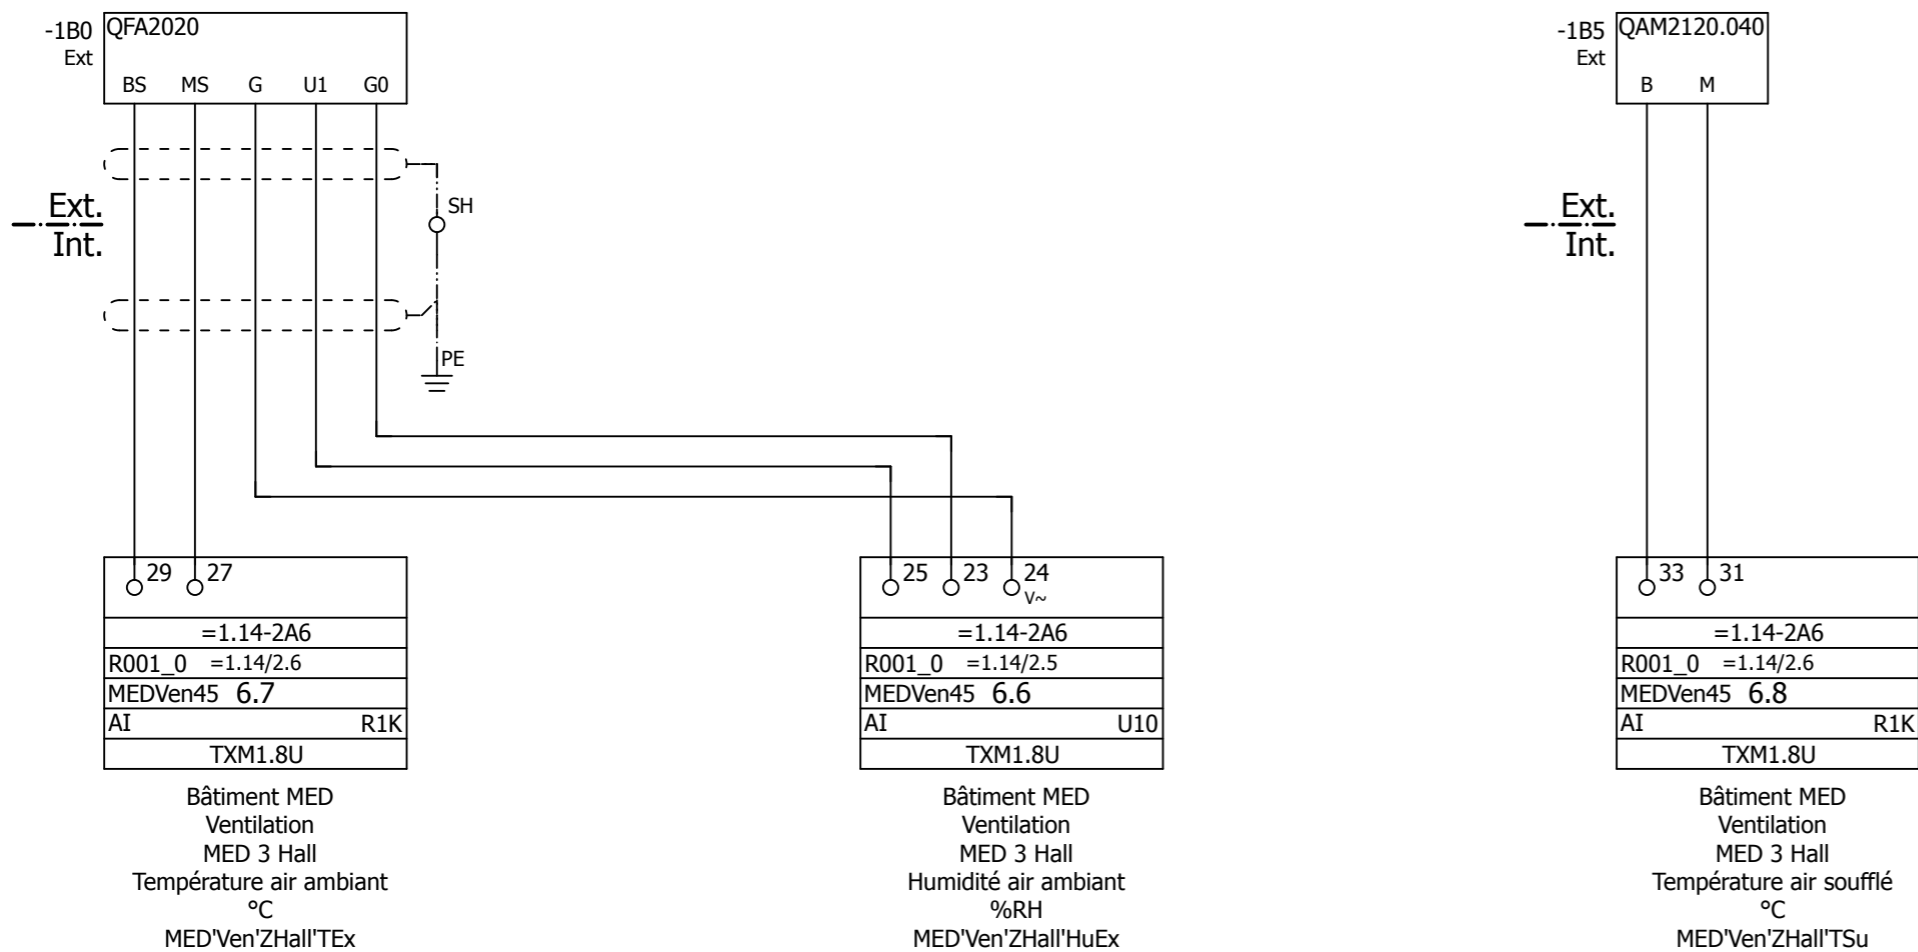 -1B0 QFA2020
Ext
BS MS G U1 G0
Ext.
Int.
SH
PE
-1B5 QAM2120.040
Ext
B M
Ext.
Int.
29 27
=1.14-2A6
R001_0 =1.14/2.6
MEDVen45 6.7
AI R1K
TXM1.8U
Bâtiment MED
Ventilation
MED 3 Hall
Température air ambiant
°C
MED'Ven'ZHall'TEx
25 23 24
V~
=1.14-2A6
R001_0 =1.14/2.5
MEDVen45 6.6
AI U10
TXM1.8U
Bâtiment MED
Ventilation
MED 3 Hall
Humidité air ambiant
%RH
MED'Ven'ZHall'HuEx
33 31
=1.14-2A6
R001_0 =1.14/2.6
MEDVen45 6.8
AI R1K
TXM1.8U
Bâtiment MED
Ventilation
MED 3 Hall
Température air soufflé
°C
MED'Ven'ZHall'TSu